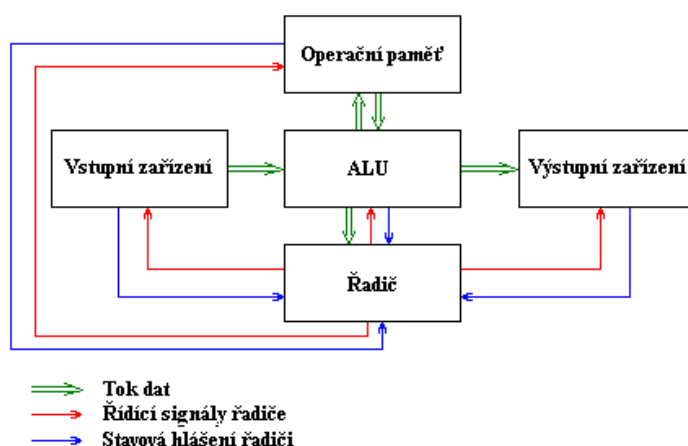 Operační paměť
Vstupní zařízení
ALU
Výstupní zařízení
Řadič
Tok dat
Řídící signály řadiče
Stavová hlášení řadiči